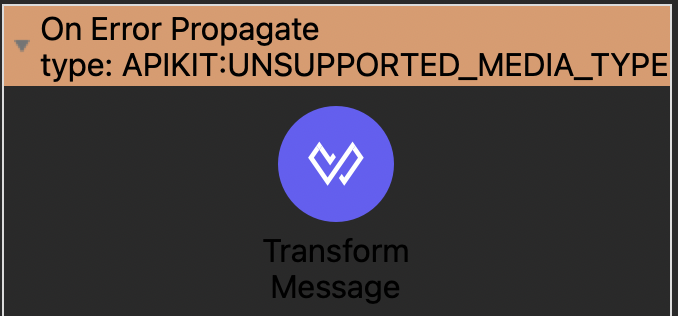 On Error Propagate
type: APIKIT:UNSUPPORTED_MEDIA_TYPE
Transform
Message